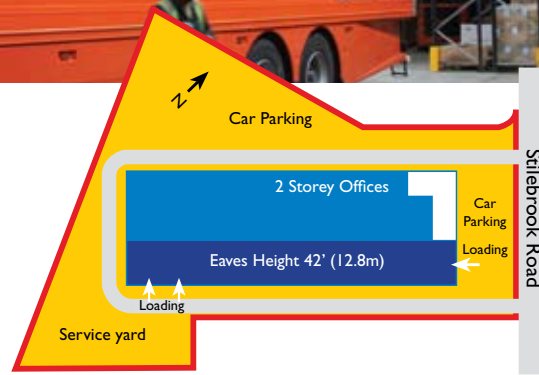 N
Car Parking
2 Storey Offices
Car
Parking
Eaves Height 42' (12.8m)
Loading
Loading
Service yard
Stilebrook Road